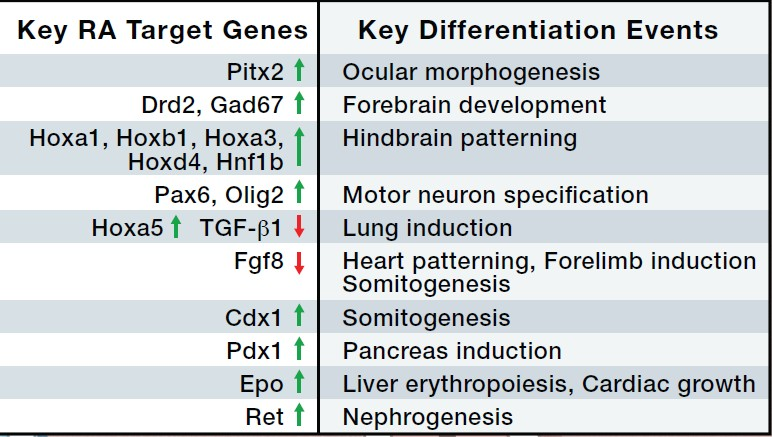 Key RA Target Genes Key Differentiation Events
Pitx2 ↑ Ocular morphogenesis
Drd2, Gad67 ↑ Forebrain development
Hoxa1, Hoxb1, Hoxa3, ↑ Hindbrain patterning
Hoxd4, Hnf1b
Pax6, Olig2 ↑ Motor neuron specification
Hoxa5 ↑ TGF-β1 ↓ Lung induction
Fgf8 ↓ Heart patterning, Forelimb induction
Somitogenesis
Cdx1 ↑ Somitogenesis
Pdx1 ↑ Pancreas induction
Epo ↑ Liver erythropoiesis, Cardiac growth
Ret ↑ Nephrogenesis